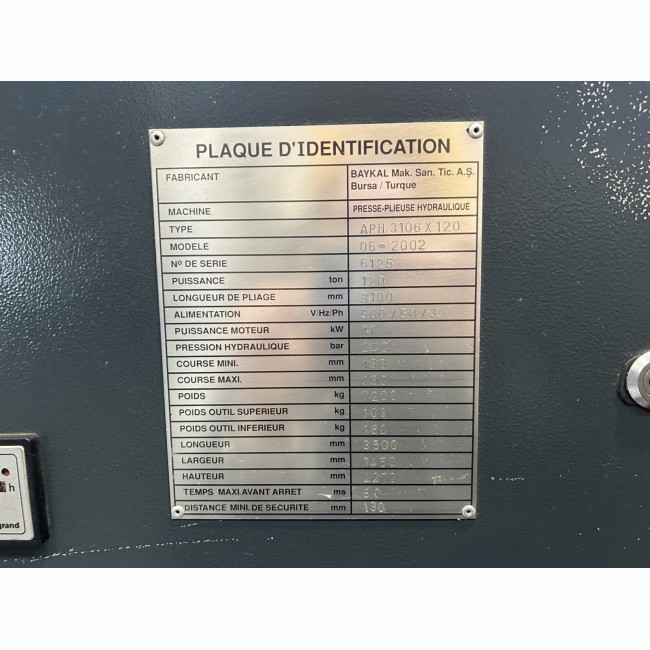 PLAQUE D'IDENTIFICATION
FABRICANT BAYKAL Mak. San. Tic. A.Ş.
Bursa / Turque
MACHINE PRESSE-PLIEUSE HYDRAULIQUE
TYPE APH 3106 X 120
MODELE 06-2002
Nº DE SERIE 6125
PUISSANCE ton 120
LONGUEUR DE PLIAGE mm 3100
ALIMENTATION V/Hz/Ph 380/50/3
PUISSANCE MOTEUR kW
PRESSION HYDRAULIQUE bar
COURSE MINI. mm
COURSE MAXI. mm
POIDS kg 7200
POIDS OUTIL SUPERIEUR kg 103
POIDS OUTIL INFERIEUR kg 180
LONGUEUR mm 3500
LARGEUR mm
HAUTEUR mm
TEMPS MAXI.AVANT ARRET ms
DISTANCE MINI.DE SECURITE mm 130
h
grand